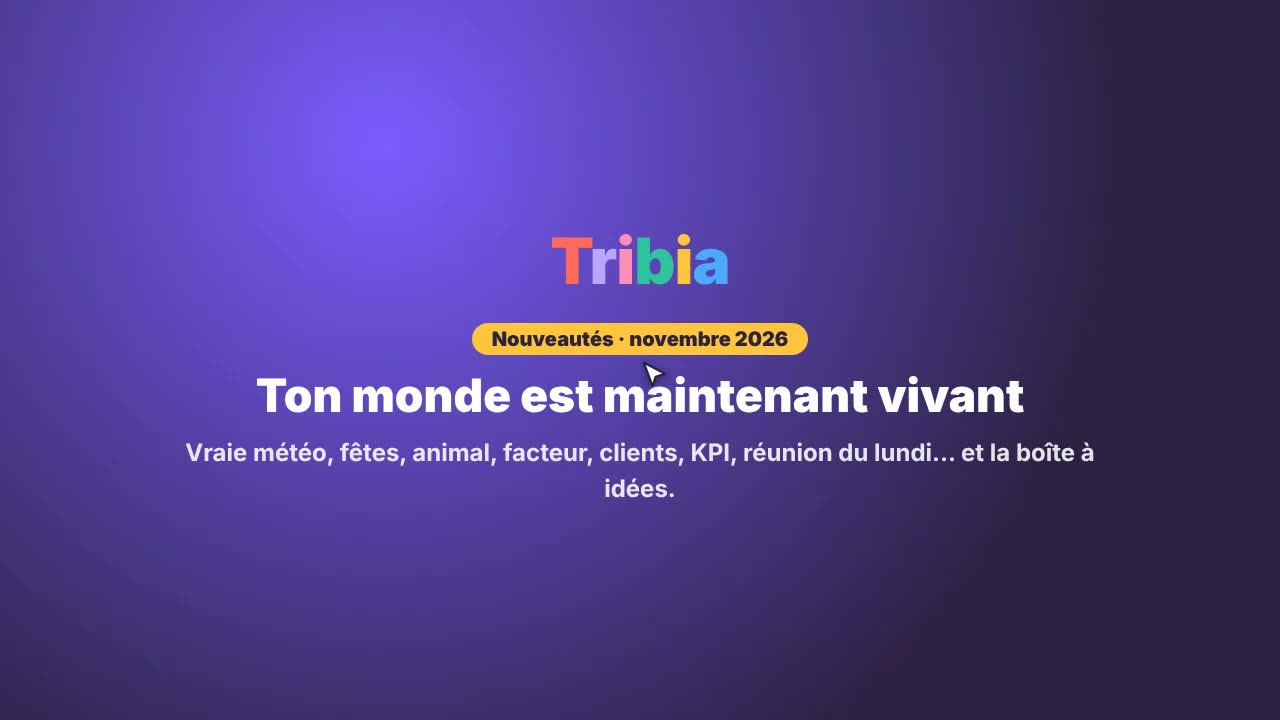 Tribia
Nouveautés · novembre 2026
Ton monde est maintenant vivant
Vraie météo, fêtes, animal, facteur, clients, KPI, réunion du lundi… et la boîte à
idées.